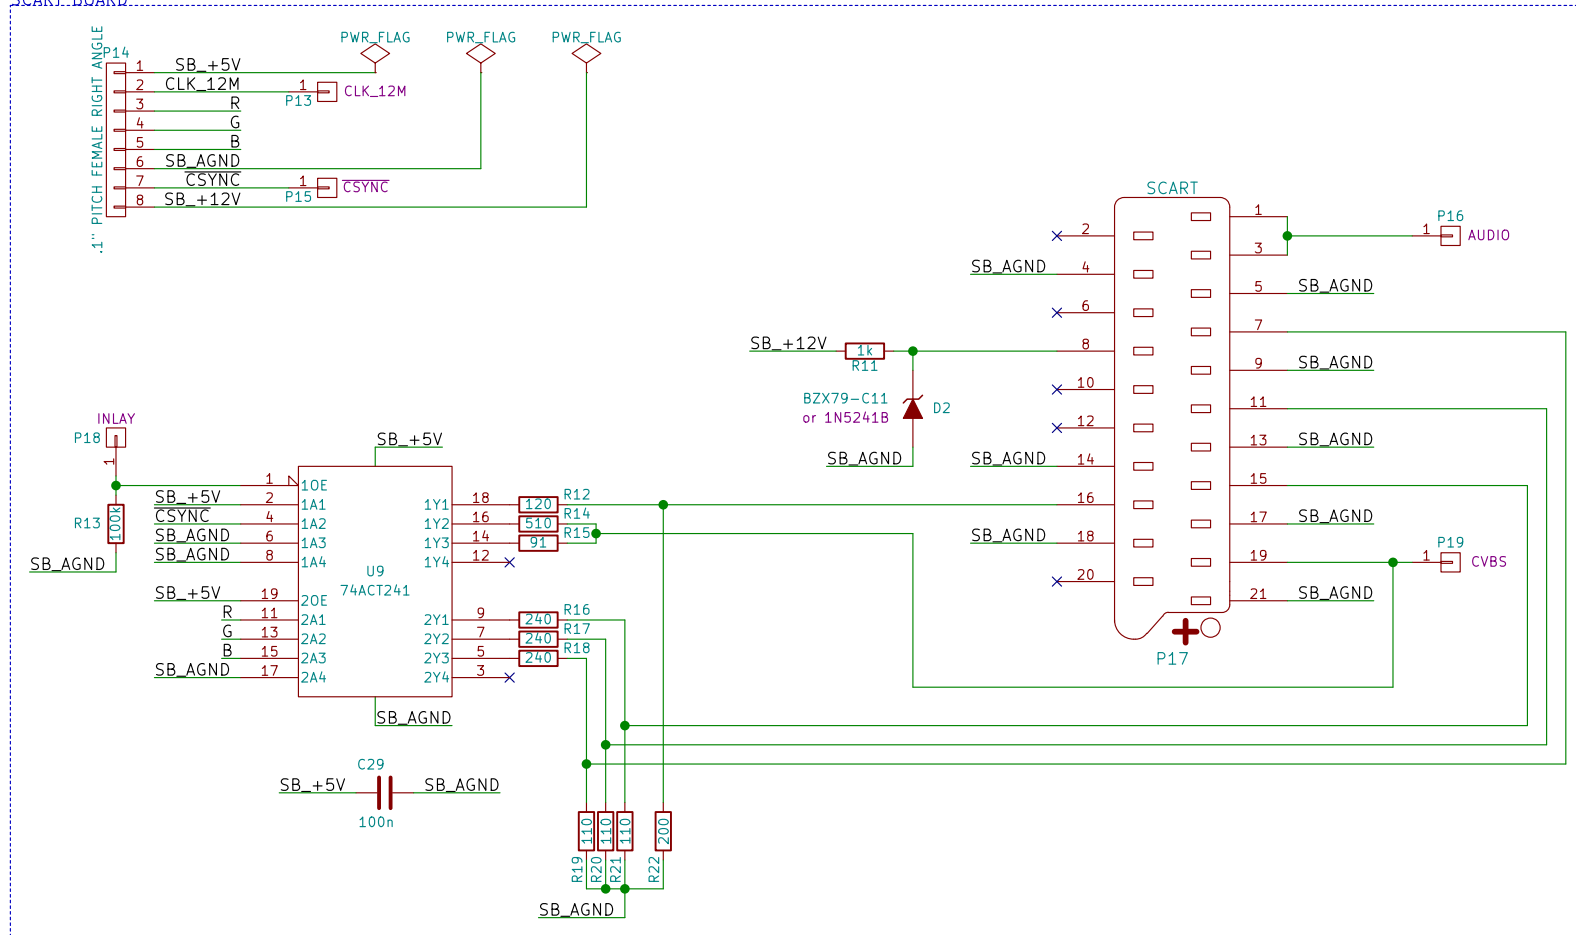 SCART BOARD
P14
.1" PITCH FEMALE RIGHT ANGLE
PWR_FLAG
PWR_FLAG
PWR_FLAG
1 SB_+5V
2 CLK_12M
1
P13
CLK_12M
3 R
4 G
5 B
6 SB_AGND
7 CSYNC
1
P15
CSYNC
8 SB_+12V
SCART
1
P16
1
AUDIO
2
3
SB_AGND 4
5 SB_AGND
6
7
SB_+12V
1k
R11
8
9 SB_AGND
10
BZX79-C11
or 1N5241B
D2
11
12
13 SB_AGND
SB_AGND
SB_AGND 14
15
16
17 SB_AGND
SB_AGND 18
19
P19
1
CVBS
20
21 SB_AGND
P17
INLAY
P18
1
R13
100k
SB_AGND
SB_+5V
1 1OE
SB_+5V 2 1A1
CSYNC 4 1A2
SB_AGND 6 1A3
SB_AGND 8 1A4
SB_+5V 19 2OE
R 11 2A1
G 13 2A2
B 15 2A3
SB_AGND 17 2A4
U9
74ACT241
1Y1 18 120 R12
1Y2 16 510 R14
1Y3 14 91 R15
1Y4 12
2Y1 9 240 R16
2Y2 7 240 R17
2Y3 5 240 R18
2Y4 3
SB_AGND
C29
SB_+5V
SB_AGND
100n
110
110
110
200
R19
R20
R21
R22
SB_AGND